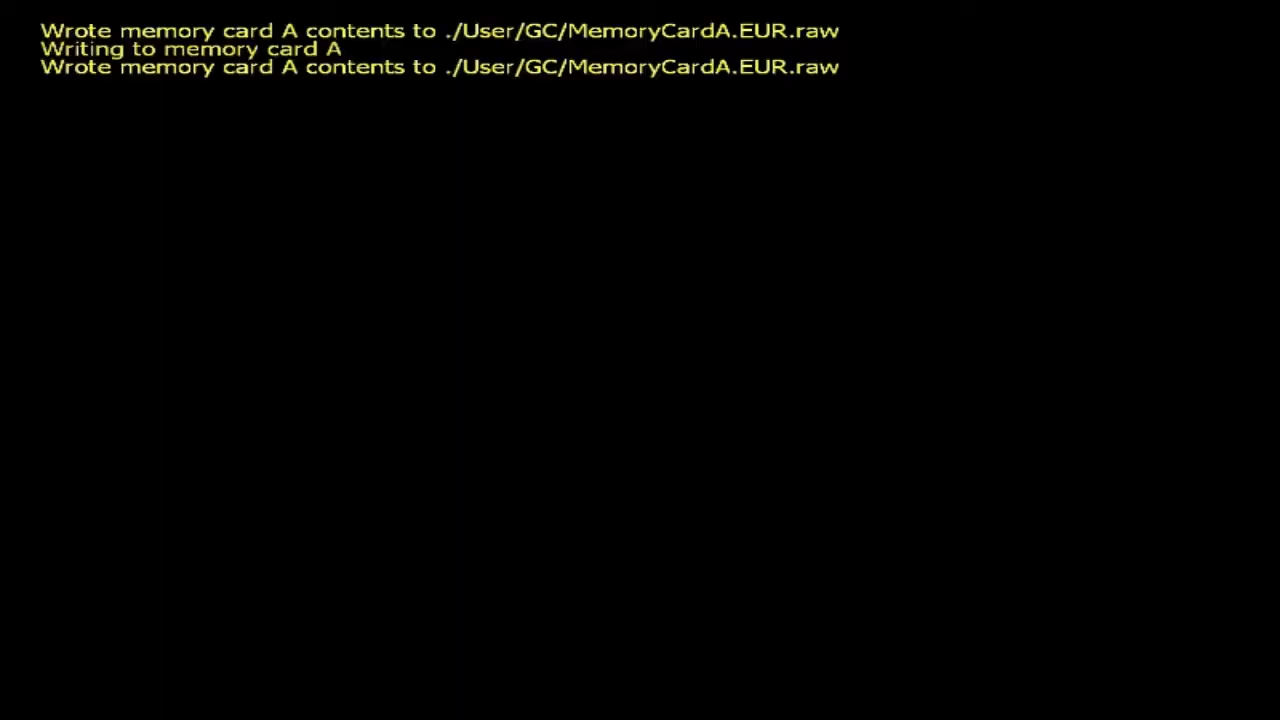 Wrote memory card A contents to ./User/GC/MemoryCardA.EUR.raw
Writing to memory card A
Wrote memory card A contents to ./User/GC/MemoryCardA.EUR.raw